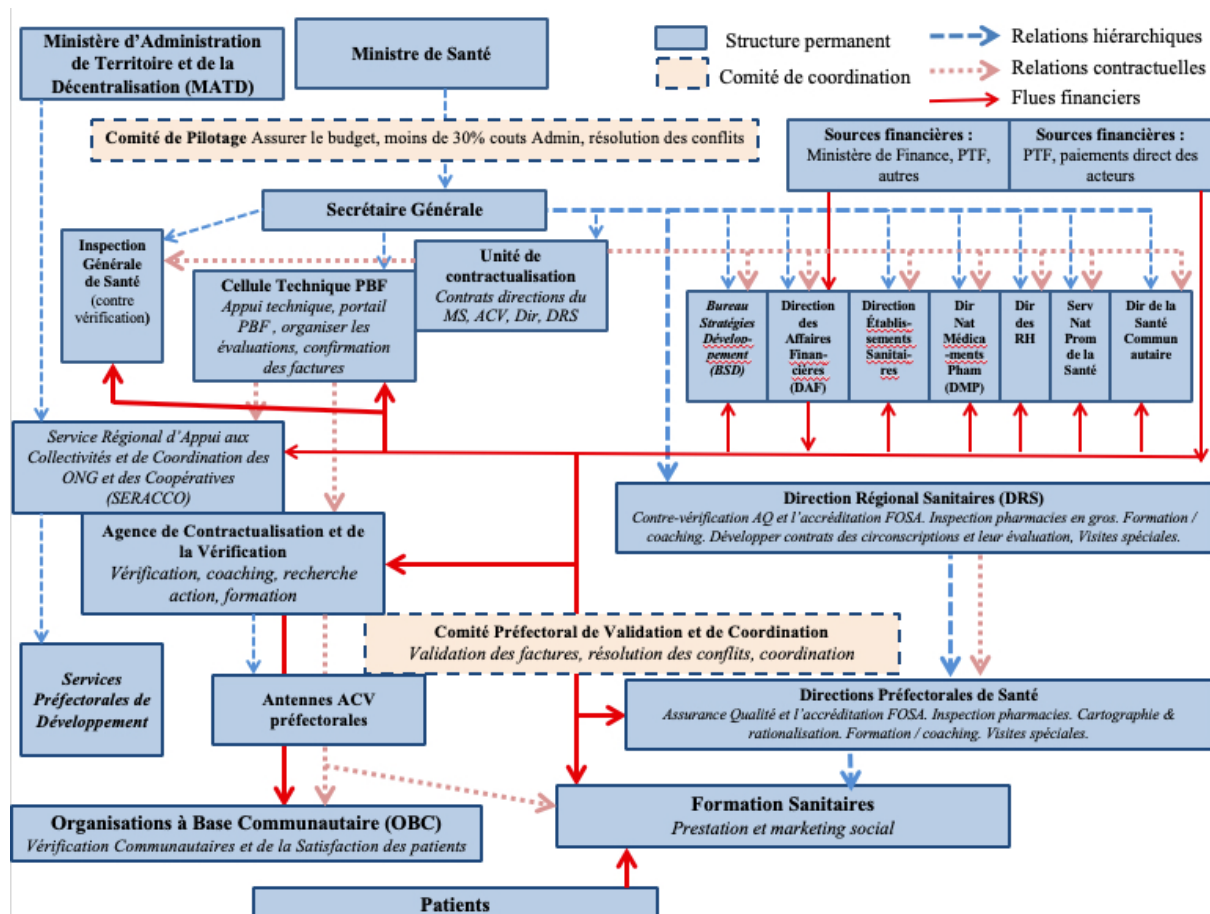 Ministère d'Administration
de Territoire et de la
Décentralisation (MATD)
Ministre de Santé
Structure permanent
Comité de coordination
Relations hiérarchiques
Relations contractuelles
Flues financiers
Comité de Pilotage Assurer le budget, moins de 30% couts Admin, résolution des conflits
Sources financières :
Ministère de Finance, PTF,
autres
Sources financières :
PTF, paiements direct des
acteurs
Secrétaire Générale
Inspection
Générale
de Santé
(contre
vérification)
Cellule Technique PBF
Appui technique, portail
PBF , organiser les
évaluations, confirmation
des factures
Unité de
contractualisation
Contrats directions du
MS, ACV, Dir, DRS
Bureau
Stratégies
Dévelop-
pement
(BSD)
Direction
des
Affaires
Finan-
cières
(DAF)
Direction
Établis-
sements
Sanitai-
res
Dir
Nat
Médica
-ments
Pham
(DMP)
Dir
des
RH
Serv
Nat
Prom
de la
Santé
Dir de la
Santé
Commun
autaire
Service Régional d'Appui aux
Collectivités et de Coordination des
ONG et des Coopératives
(SERACCO)
Direction Régional Sanitaires (DRS)
Contre-vérification AQ et l'accréditation FOSA. Inspection pharmacies en gros. Formation /
coaching. Développer contrats des circonscriptions et leur évaluation, Visites spéciales.
Agence de Contractualisation et de
la Vérification
Vérification, coaching, recherche
action, formation
Comité Préfectoral de Validation et de Coordination
Validation des factures, résolution des conflits, coordination
Services
Préfectorales de
Développement
Antennes ACV
préfectorales
Directions Préfectorales de Santé
Assurance Qualité et l'accréditation FOSA. Inspection pharmacies. Cartographie &
rationalisation. Formation / coaching. Visites spéciales.
Organisations à Base Communautaire (OBC)
Vérification Communautaires et de la Satisfaction des patients
Formation Sanitaires
Prestation et marketing social
Patients